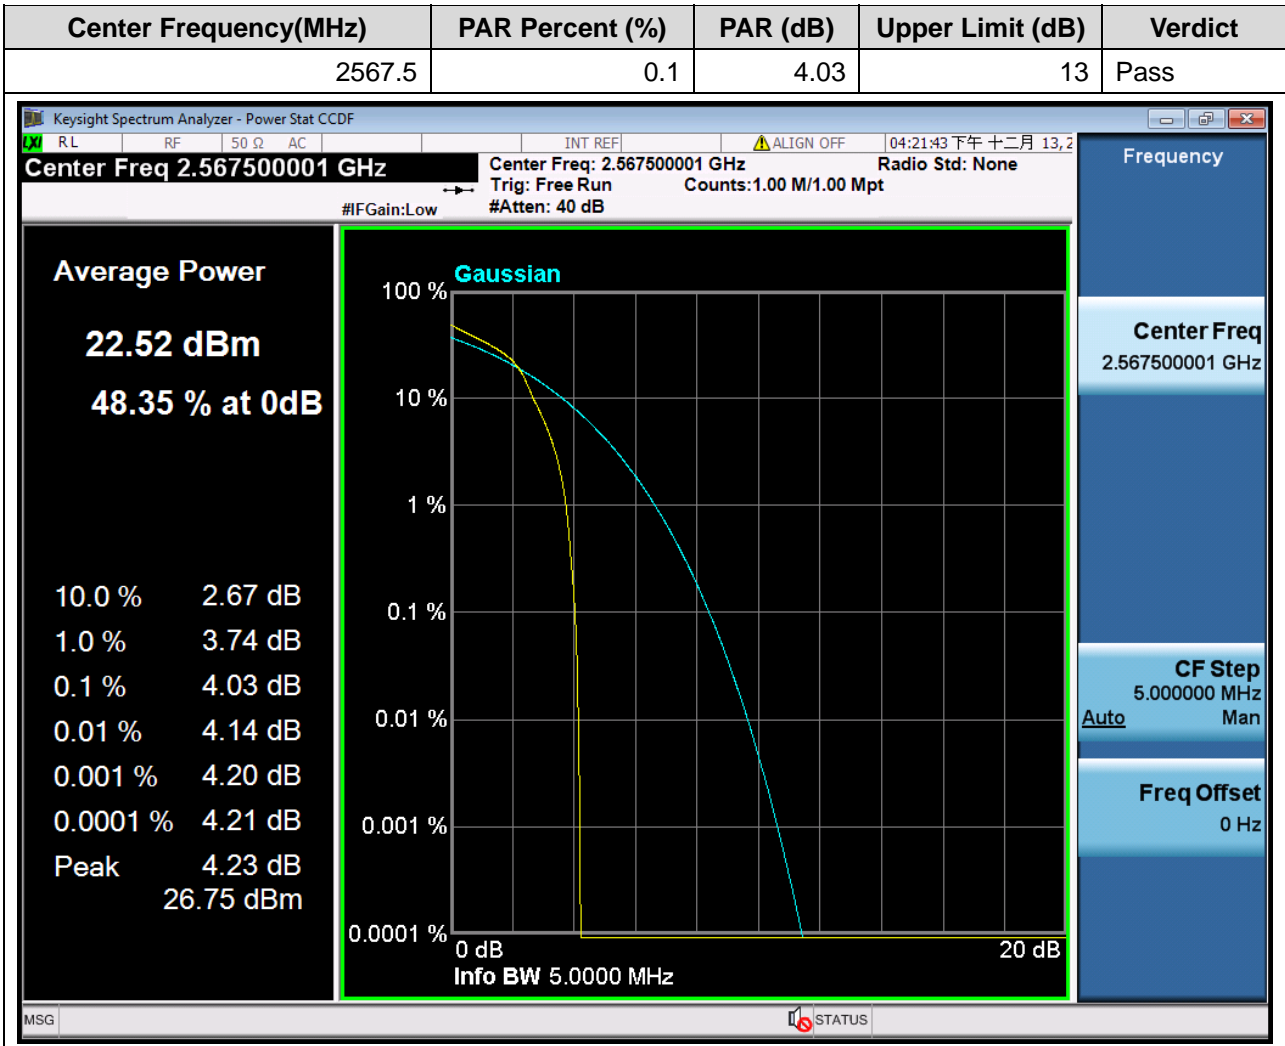 Center Frequency(MHz) PAR Percent (%) PAR (dB) Upper Limit (dB) Verdict
2567.5 0.1 4.03 13 Pass
Keysight Spectrum Analyzer - Power Stat CCDF
LXI RL RF 50 Ω AC INT REF ALIGN OFF 04:21:43 下午 十二月 13, 2
Center Freq 2.567500001 GHz Center Freq: 2.567500001 GHz Radio Std: None
Trig: Free Run Counts:1.00 M/1.00 Mpt
#IFGain:Low #Atten: 40 dB
Frequency
Average Power
22.52 dBm
48.35 % at 0dB
10.0 % 2.67 dB
1.0 % 3.74 dB
0.1 % 4.03 dB
0.01 % 4.14 dB
0.001 % 4.20 dB
0.0001 % 4.21 dB
Peak 4.23 dB
26.75 dBm
Gaussian
100 %
10 %
1 %
0.1 %
0.01 %
0.001 %
0.0001 %
0 dB 20 dB
Info BW 5.0000 MHz
Center Freq
2.567500001 GHz
CF Step
5.000000 MHz
Auto Man
Freq Offset
0 Hz
MSG STATUS